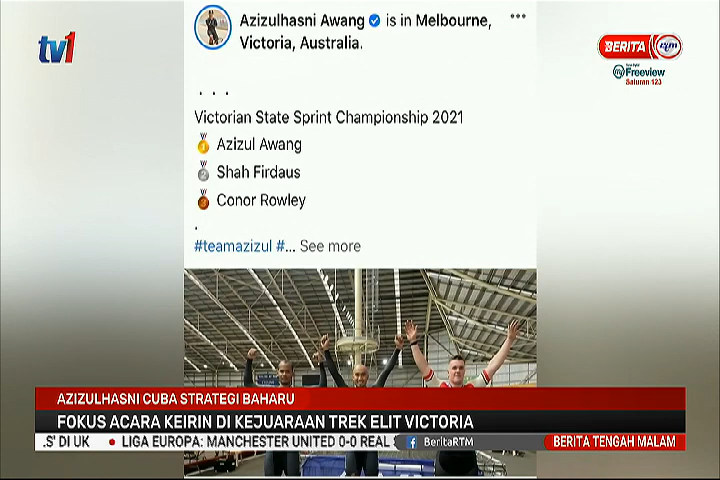 tv1
Azizulhasni Awang is in Melbourne,
Victoria, Australia.
...
BERITA rtm
myFreeview
Saluran 123
. . .
Victorian State Sprint Championship 2021
Azizul Awang
Shah Firdaus
Conor Rowley
.
#teamazizul #... See more
AZIZULHASNI CUBA STRATEGI BAHARU
FOKUS ACARA KEIRIN DI KEJUARAAN TREK ELIT VICTORIA
.S' DI UK LIGA EUROPA: MANCHESTER UNITED 0-0 REAL S BeritaRTM BERITA TENGAH MALAM